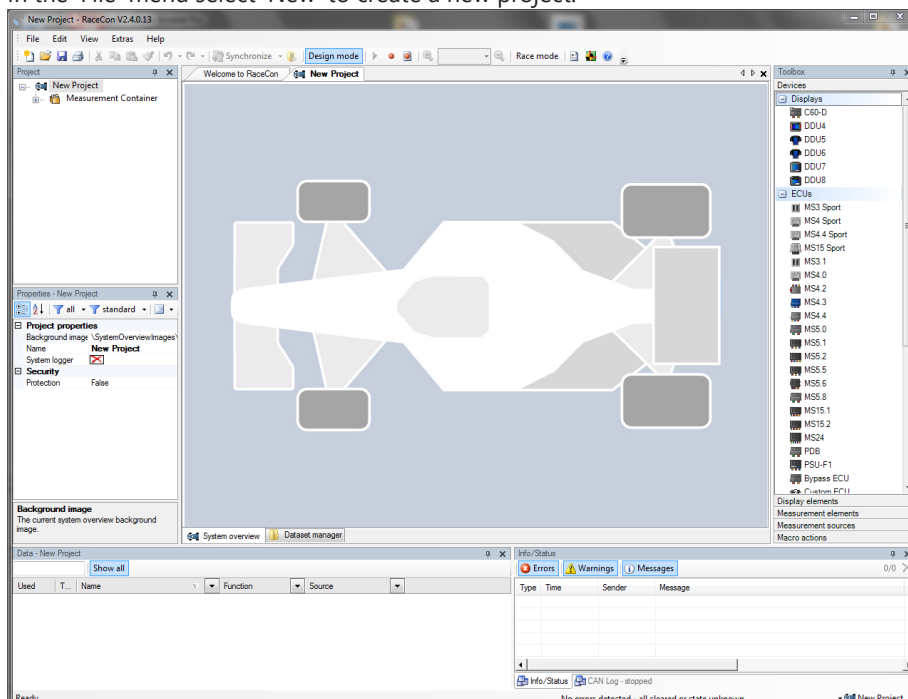 In the 'File' menu select 'New' to create a new project.
New Project - RaceCon V2.4.0.13
File Edit View Extras Help
Synchronize Design mode Race mode
Project
New Project
Measurement Container
Welcome to RaceCon New Project
Properties - New Project
all standard
Project properties
Background image \SystemOverviewImages\
Name New Project
System logger
Security
Protection False
Background image
The current system overview background
image.
System overview Dataset manager
Toolbox
Devices
Displays
C60-D
DDU4
DDU5
DDU6
DDU7
DDU8
ECUs
MS3 Sport
MS4 Sport
MS4.4 Sport
MS15 Sport
MS3.1
MS4.0
MS4.2
MS4.3
MS4.4
MS5.0
MS5.1
MS5.2
MS5.5
MS5.6
MS5.8
MS15.1
MS15.2
MS24
PDB
PSU-F1
Bypass ECU
Custom ECU
Display elements
Measurement elements
Measurement sources
Macro actions
Data - New Project
Show all
Used T... Name Function Source
Info/Status
Errors Warnings Messages 0/0
Type Time Sender Message
Info/Status CAN Log - stopped
Ready No errors detected - all cleared or state unknown New Project